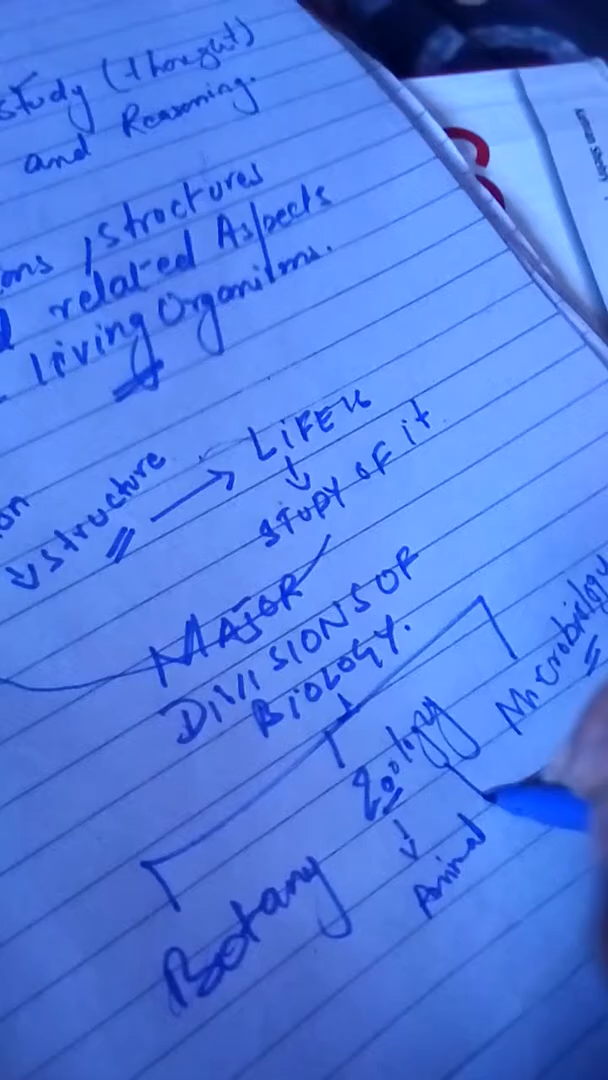 study (thought)
and Reasoning.
ons, structures
related Aspects
living Organisms.
on
structure → LiFE
STUDY OF it
MAJOR
DIVISIONS OF
BIOLOGY.
Microbiology
Zoology
Animal
Botany